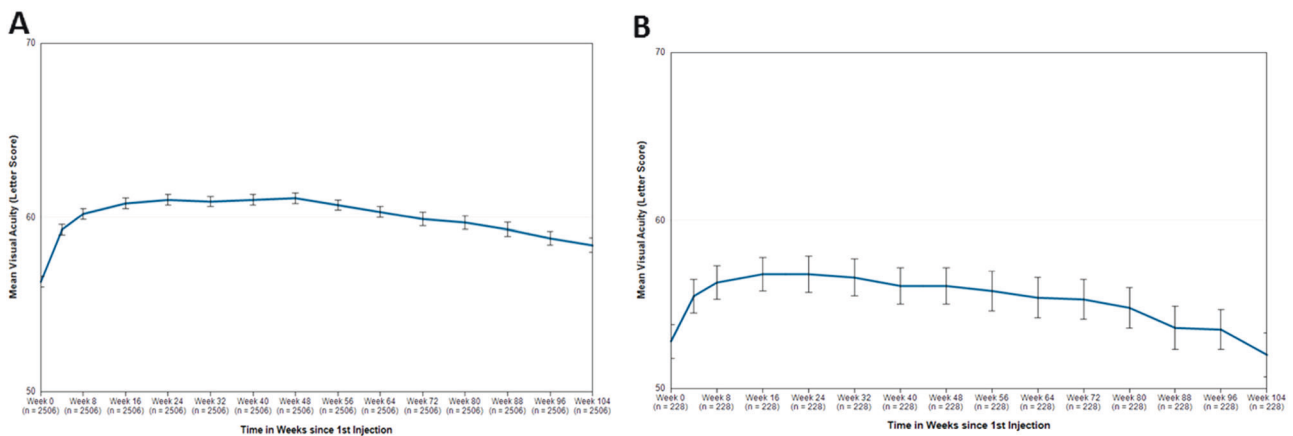 A
Mean Visual Acuity (Letter Score)
70
60
50
Week 0 Week 8 Week 16 Week 24 Week 32 Week 40 Week 48 Week 56 Week 64 Week 72 Week 80 Week 88 Week 96 Week 104
(n = 2506) (n = 2506) (n = 2506) (n = 2506) (n = 2506) (n = 2506) (n = 2506) (n = 2506) (n = 2506) (n = 2506) (n = 2506) (n = 2506) (n = 2506) (n = 2506)
Time in Weeks since 1st Injection
B
Mean Visual Acuity (Letter Score)
70
60
50
Week 0 Week 8 Week 16 Week 24 Week 32 Week 40 Week 48 Week 56 Week 64 Week 72 Week 80 Week 88 Week 96 Week 104
(n = 228) (n = 228) (n = 228) (n = 228) (n = 228) (n = 228) (n = 228) (n = 228) (n = 228) (n = 228) (n = 228) (n = 228) (n = 228) (n = 228)
Time in Weeks since 1st Injection